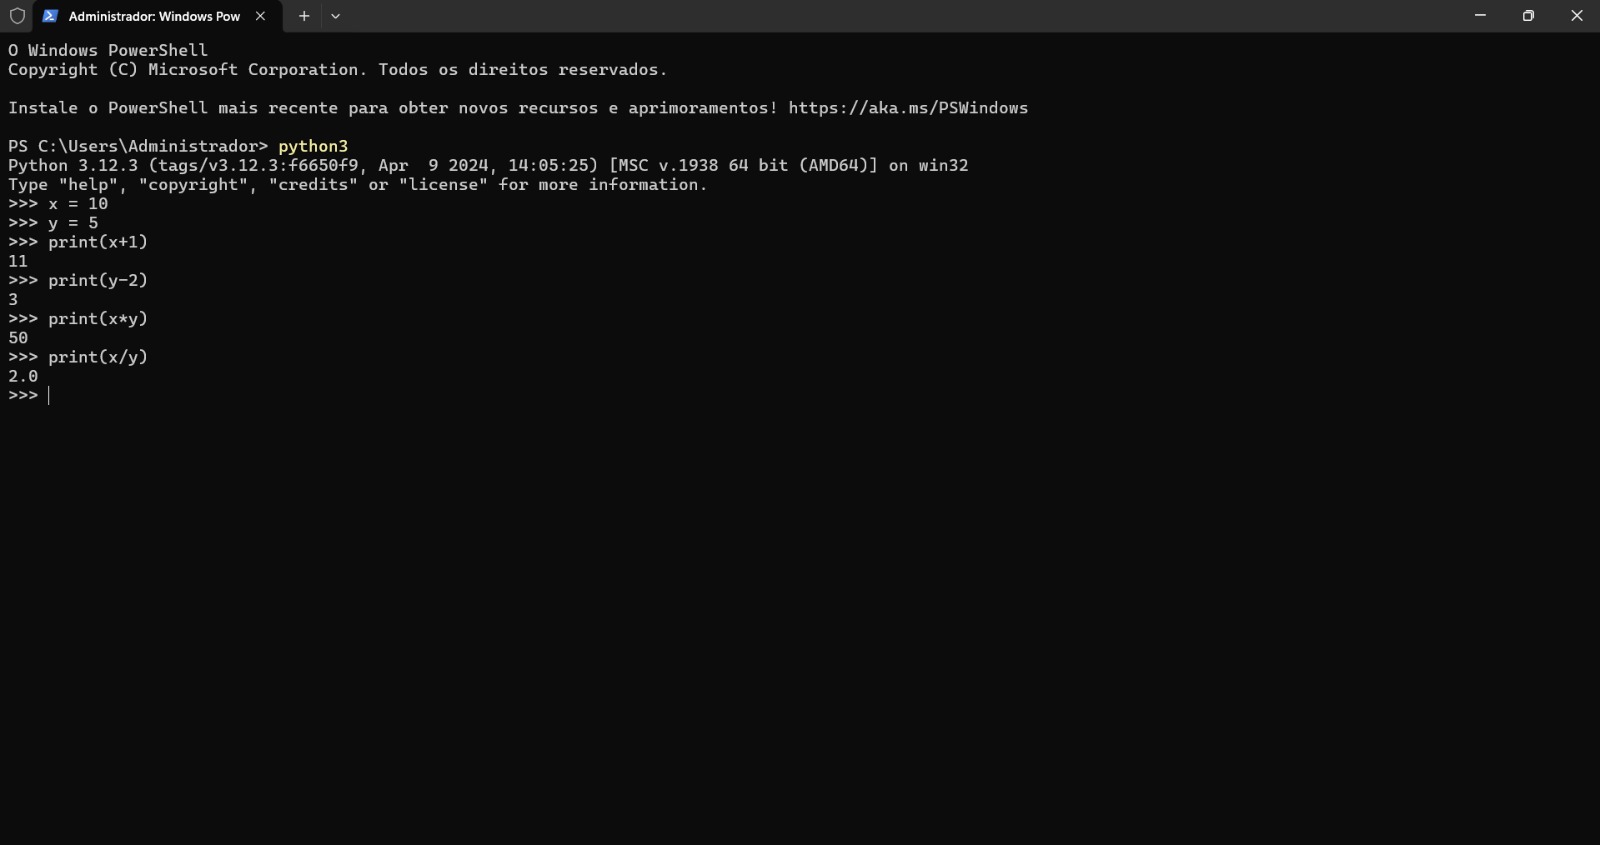 Administrador: Windows Pow
O Windows PowerShell
Copyright (C) Microsoft Corporation. Todos os direitos reservados.
Instale o PowerShell mais recente para obter novos recursos e aprimoramentos! https://aka.ms/PSWindows
PS C:\Users\Administrador> python3
Python 3.12.3 (tags/v3.12.3:f6650f9, Apr  9 2024, 14:05:25) [MSC v.1938 64 bit (AMD64)] on win32
Type "help", "copyright", "credits" or "license" for more information.
>>> x = 10
>>> y = 5
>>> print(x+1)
11
>>> print(y-2)
3
>>> print(x*y)
50
>>> print(x/y)
2.0
>>>